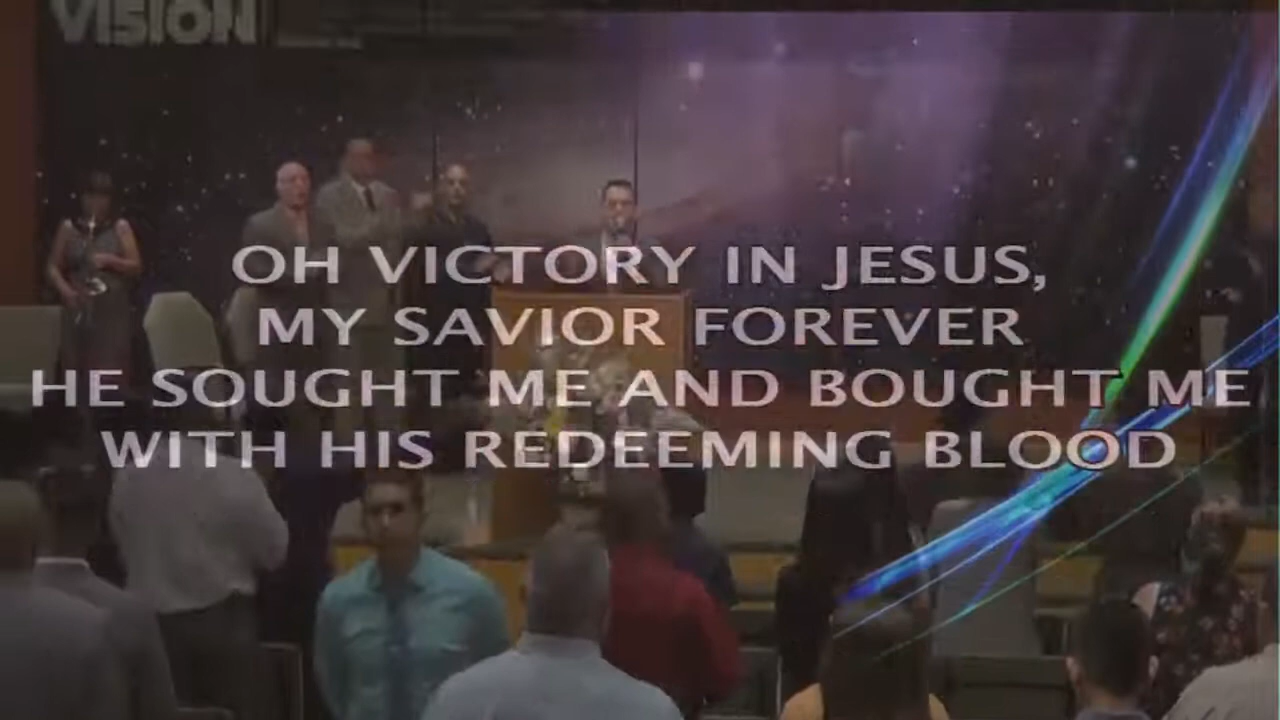 VISION
OH VICTORY IN JESUS,
MY SAVIOR FOREVER
HE SOUGHT ME AND BOUGHT ME
WITH HIS REDEEMING BLOOD